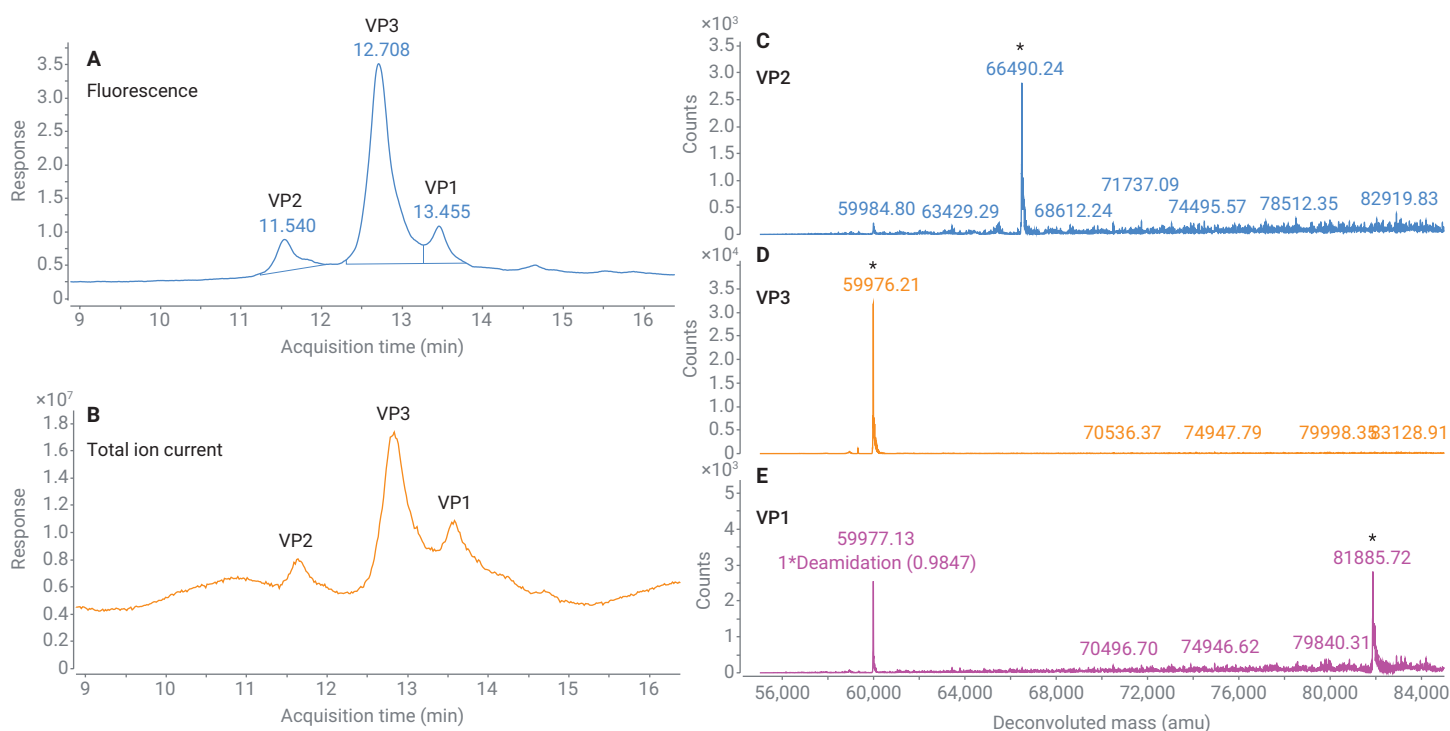 A
Fluorescence
VP3
12.708
VP2
11.540
VP1
13.455
Response
3.5
3.0
2.5
2.0
1.5
1.0
0.5
0
9 10 11 12 13 14 15 16
Acquisition time (min)
B
Total ion current
×10⁷
VP3
VP1
VP2
Response
1.8
1.6
1.4
1.2
1.0
0.8
0.6
0.4
0.2
0
9 10 11 12 13 14 15 16
Acquisition time (min)
×10³
C
VP2
*
66490.24
59984.80 63429.29 68612.24 71737.09 74495.57 78512.35 82919.83
Counts
3.5
3.0
2.5
2.0
1.5
1.0
0.5
0
×10⁴
D
VP3
*
59976.21
70536.37 74947.79 79998.35 83128.91
Counts
3.5
3.0
2.5
2.0
1.5
1.0
0.5
0
×10³
E
VP1
59977.13
1*Deamidation (0.9847)
*
81885.72
70496.70 74946.62 79840.31
Counts
5
4
3
2
1
0
56,000 60,000 64,000 68,000 72,000 76,000 80,000 84,000
Deconvoluted mass (amu)